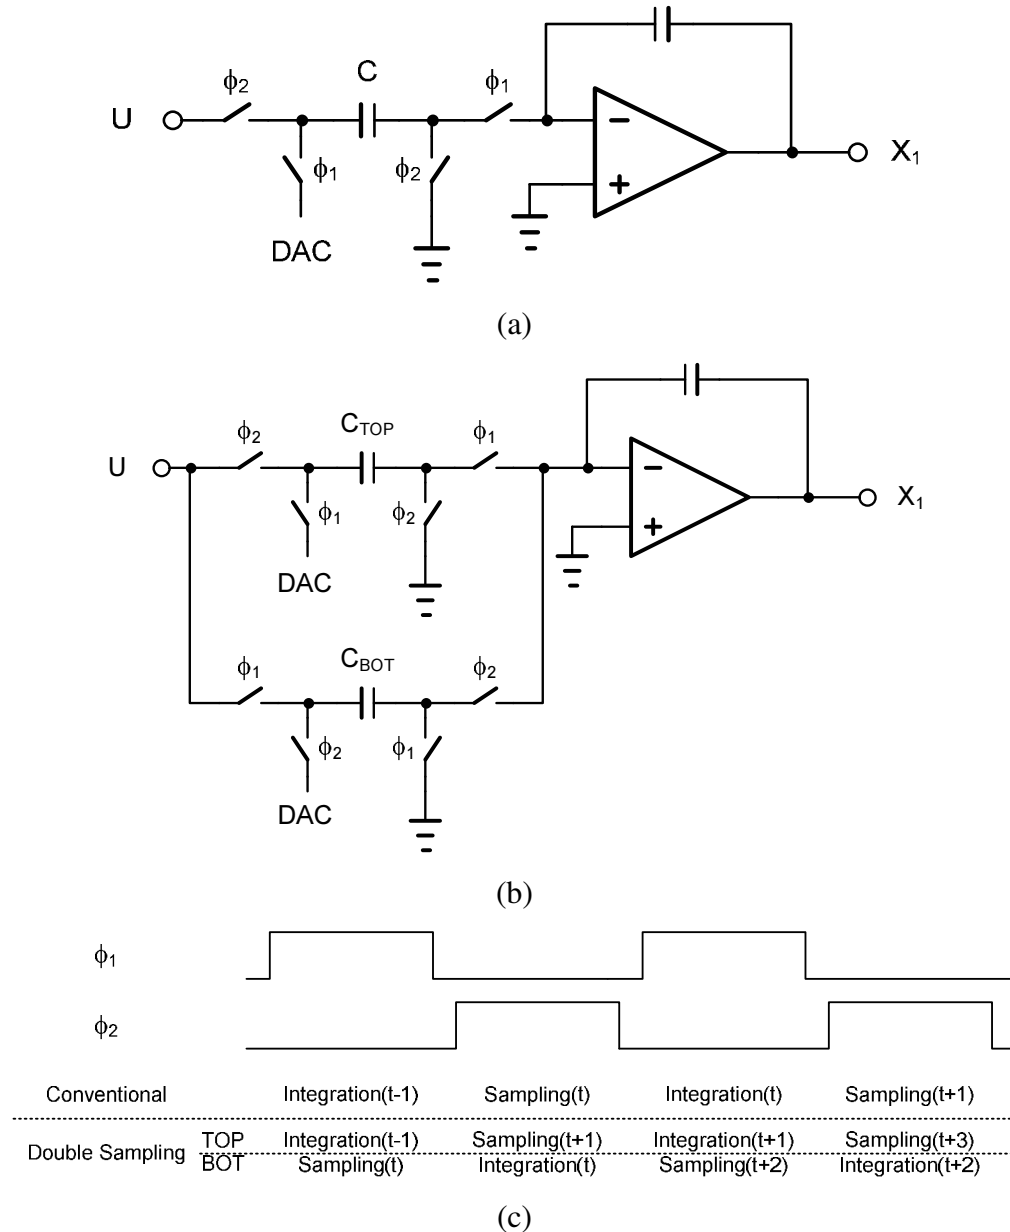 C
ϕ2
ϕ1
U
ϕ1
ϕ2
X1
DAC
(a)
CTOP
ϕ2
ϕ1
U
ϕ1
ϕ2
X1
DAC
CBOT
ϕ1
ϕ2
ϕ2
ϕ1
DAC
(b)
ϕ1
ϕ2
Conventional Integration(t-1) Sampling(t) Integration(t) Sampling(t+1)
Double Sampling TOP Integration(t-1) Sampling(t+1) Integration(t+1) Sampling(t+3)
BOT Sampling(t) Integration(t) Sampling(t+2) Integration(t+2)
(c)